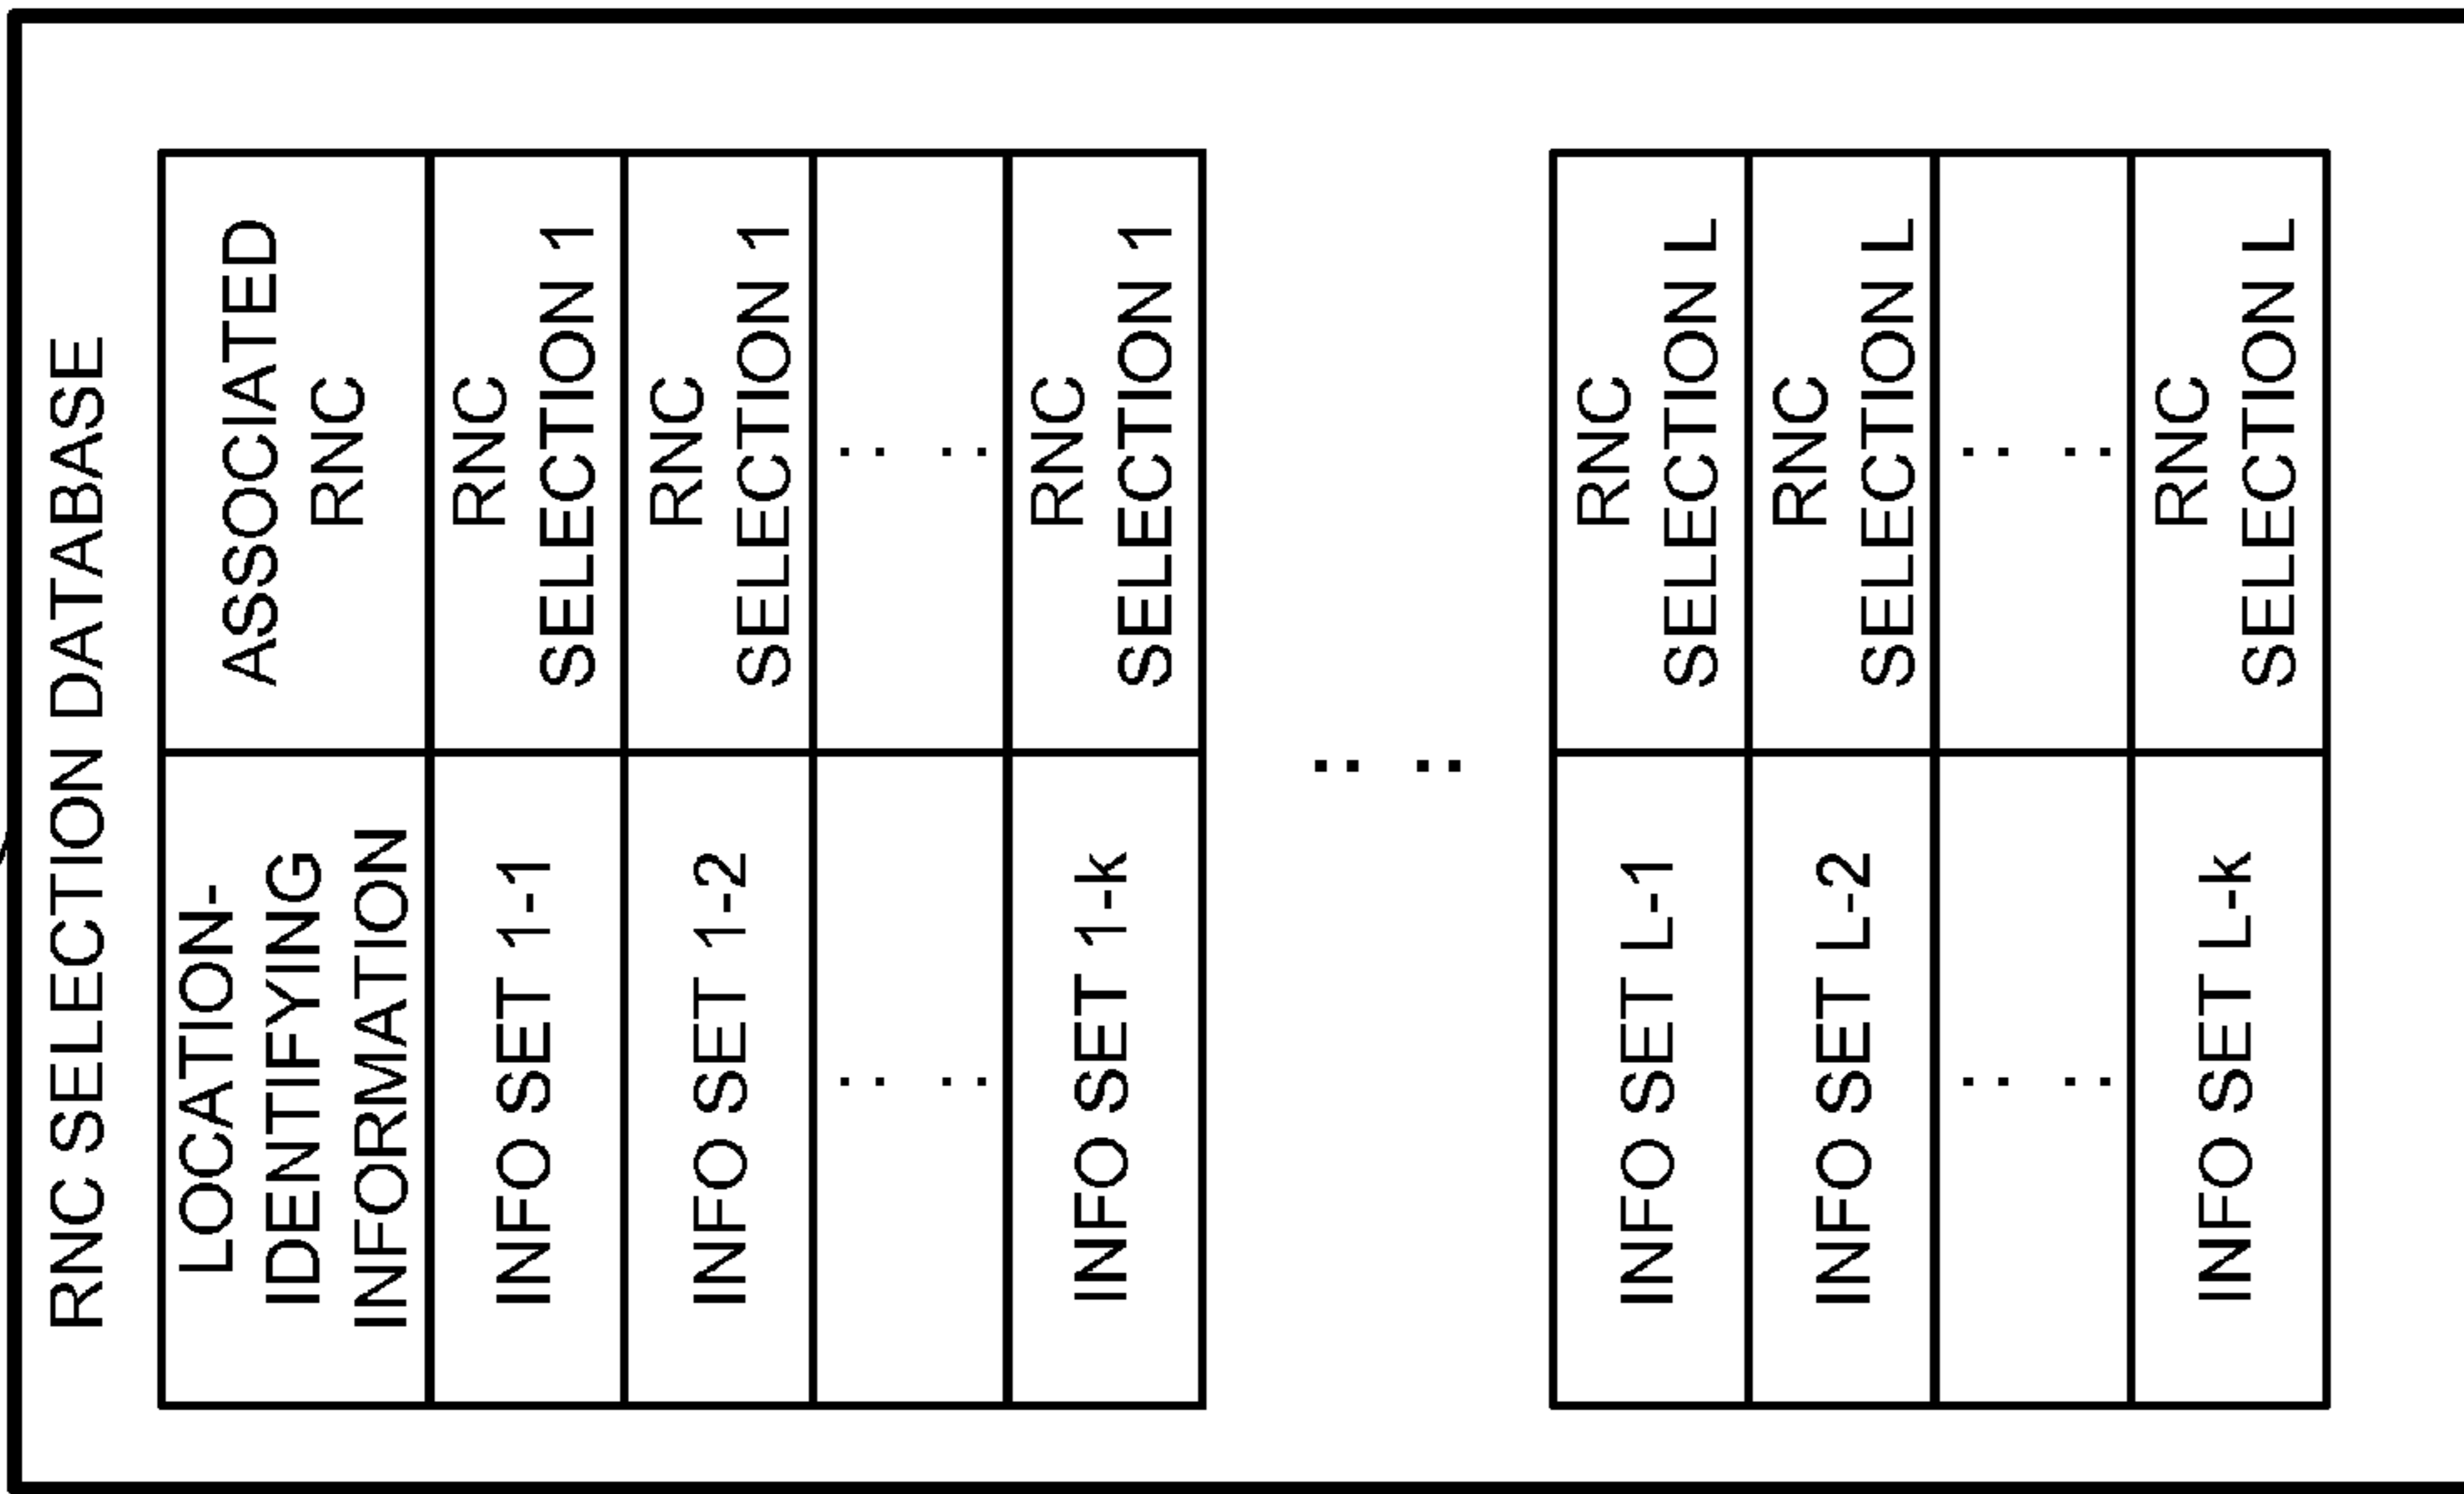 RNC SELECTION DATABASE
LOCATION-
IDENTIFYING
INFORMATION
ASSOCIATED
RNC
INFO SET 1-1
RNC
SELECTION 1
INFO SET 1-2
RNC
SELECTION 1
.. ..
.. ..
INFO SET 1-k
RNC
SELECTION 1
.. ..
INFO SET L-1
RNC
SELECTION L
INFO SET L-2
RNC
SELECTION L
.. ..
.. ..
INFO SET L-k
RNC
SELECTION L